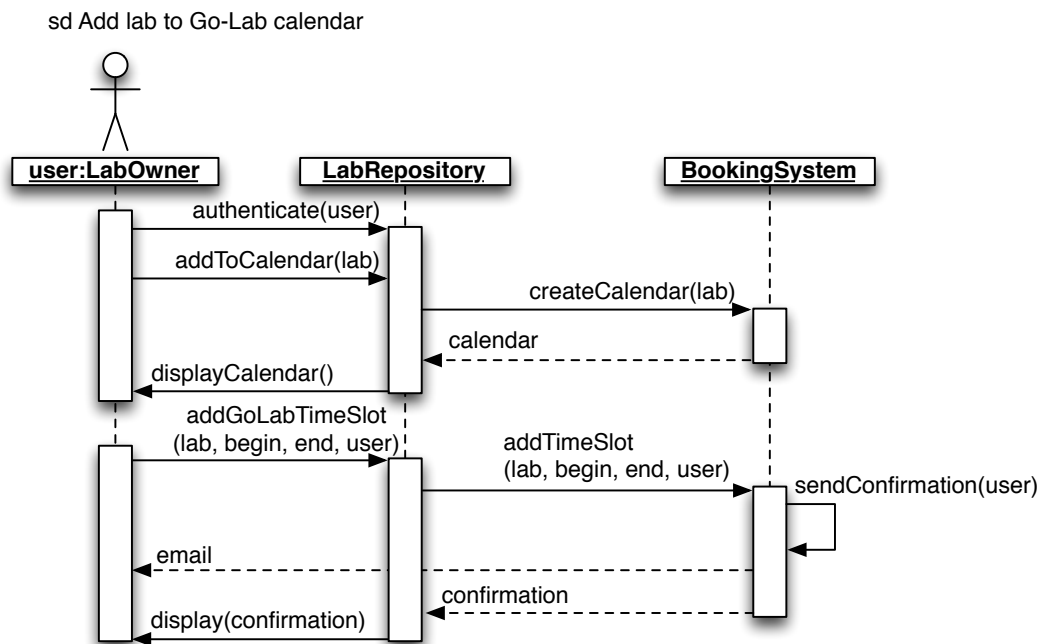 sd Add lab to Go-Lab calendar
user:LabOwner
LabRepository
BookingSystem
authenticate(user)
addToCalendar(lab)
createCalendar(lab)
calendar
displayCalendar()
addGoLabTimeSlot
(lab, begin, end, user)
addTimeSlot
(lab, begin, end, user)
sendConfirmation(user)
email
confirmation
display(confirmation)